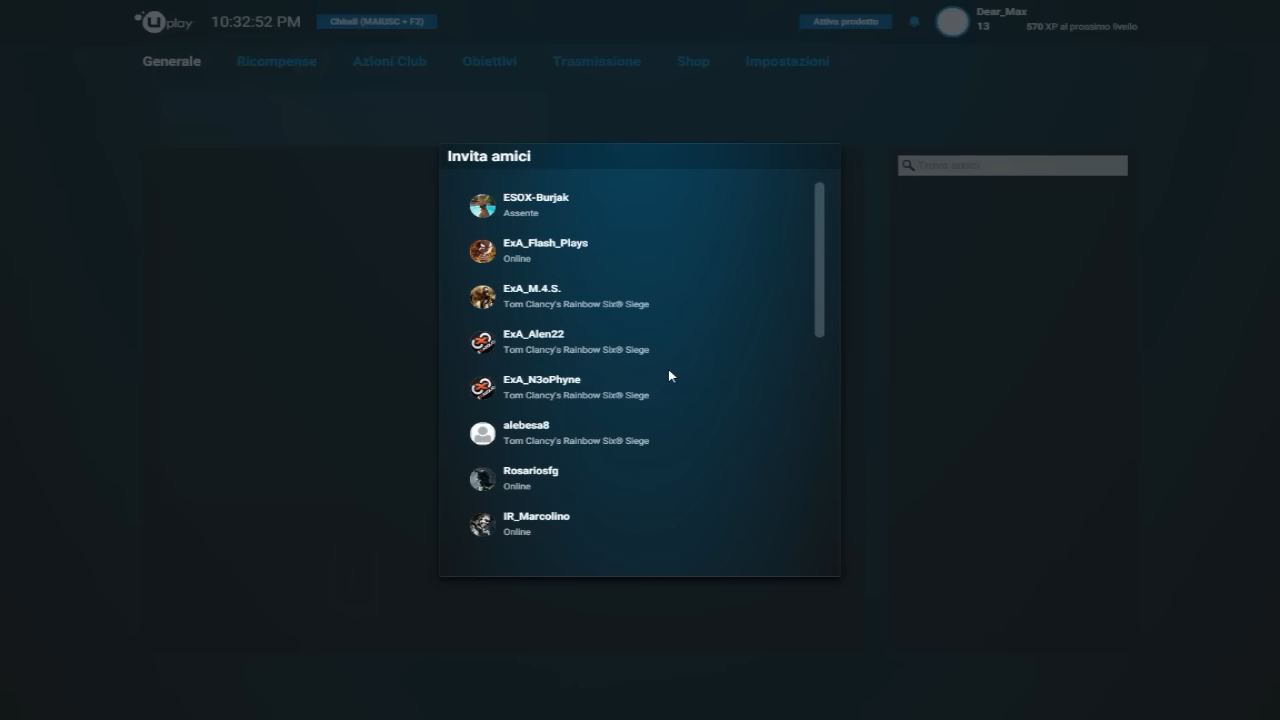 uplay 10:32:52 PM Chiudi (MAIUSC + F2) Attiva prodotto Dear_Max
13 570 XP al prossimo livello
Generale Ricompense Azioni Club Obiettivi Trasmissione Shop Impostazioni
Invita amici
Trova amici
ESOX-Burjak
Assente
ExA_Flash_Plays
Online
ExA_M.4.S.
Tom Clancy's Rainbow Six® Siege
ExA_Alen22
Tom Clancy's Rainbow Six® Siege
ExA_N3oPhyne
Tom Clancy's Rainbow Six® Siege
alebesa8
Tom Clancy's Rainbow Six® Siege
Rosariosfg
Online
IR_Marcolino
Online